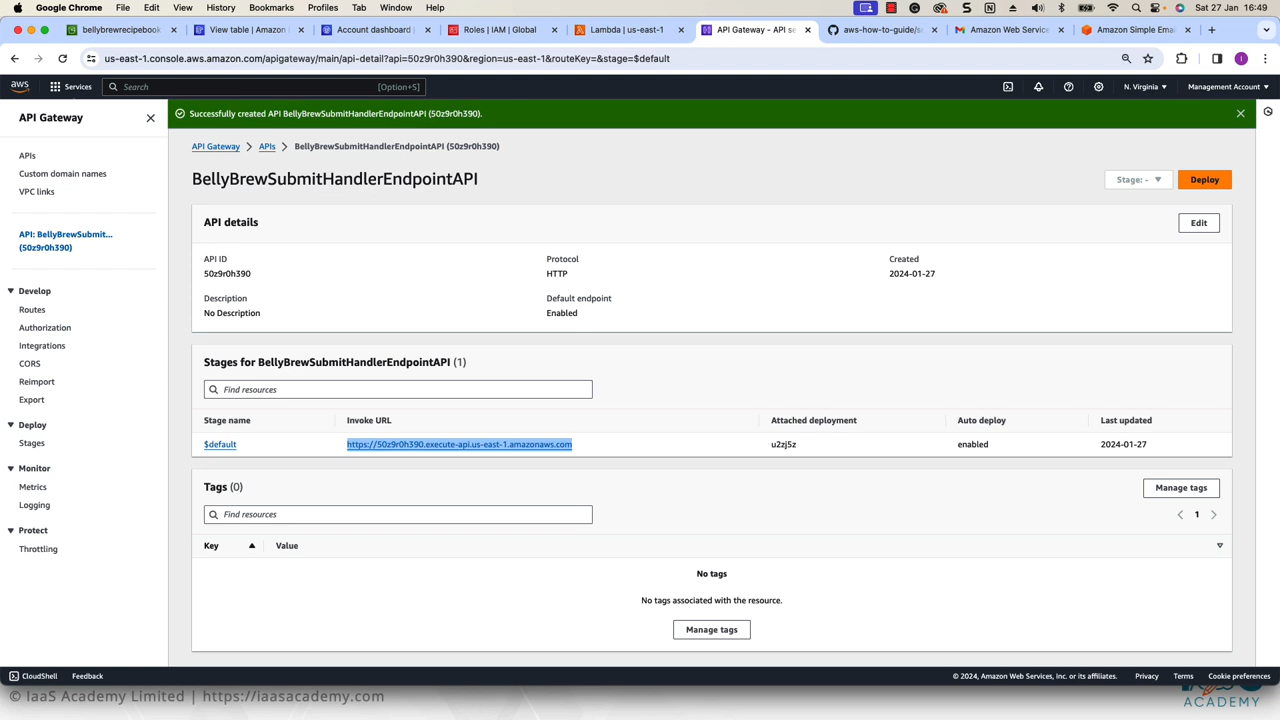 Google Chrome File Edit View History Bookmarks Profiles Tab Window Help Sat 27 Jan 16:49
bellybrewrecipebook View table | Amazon Account dashboard | Roles | IAM | Global Lambda | us-east-1 API Gateway - API se aws-how-to-guide/s Amazon Web Service Amazon Simple Ema
us-east-1.console.aws.amazon.com/apigateway/main/api-detail?api=50z9r0h390&region=us-east-1&routeKey=&stage=$default
aws Services Search [Option+S] N. Virginia Management Account
API Gateway
Successfully created API BellyBrewSubmitHandlerEndpointAPI (50z9r0h390).
APIs
Custom domain names
VPC links
API: BellyBrewSubmit...
(50z9r0h390)
Develop
Routes
Authorization
Integrations
CORS
Reimport
Export
Deploy
Stages
Monitor
Metrics
Logging
Protect
Throttling
API Gateway APIs BellyBrewSubmitHandlerEndpointAPI (50z9r0h390)
BellyBrewSubmitHandlerEndpointAPI
Stage: - Deploy
API details Edit
API ID Protocol Created
50z9r0h390 HTTP 2024-01-27
Description Default endpoint
No Description Enabled
Stages for BellyBrewSubmitHandlerEndpointAPI (1)
Find resources
Stage name Invoke URL Attached deployment Auto deploy Last updated
$default https://50z9r0h390.execute-api.us-east-1.amazonaws.com u2zj5z enabled 2024-01-27
Tags (0) Manage tags
Find resources 1
Key Value
No tags
No tags associated with the resource.
Manage tags
CloudShell Feedback © 2024, Amazon Web Services, Inc. or its affiliates. Privacy Terms Cookie preferences
© IaaS Academy Limited | https://iaasacademy.com
ACADEMY